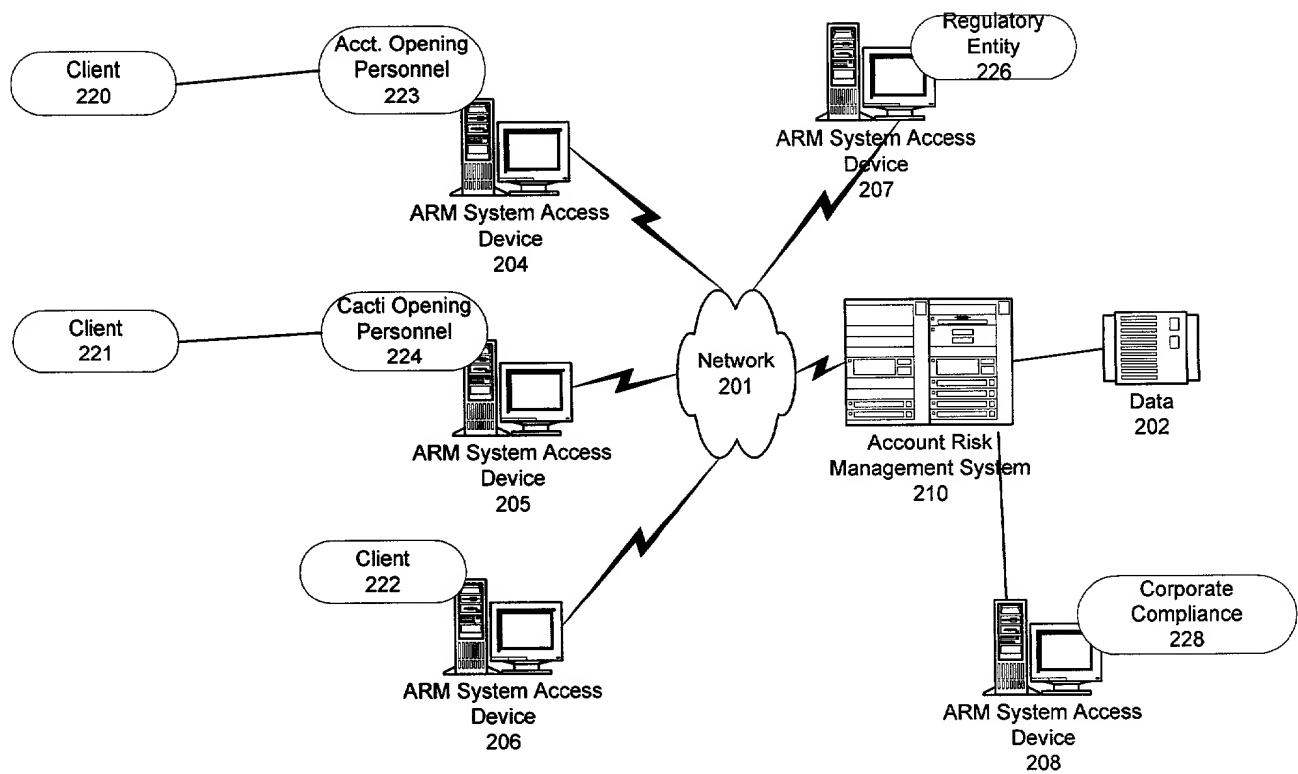 Client
220
Acct. Opening
Personnel
223
ARM System Access
Device
204
Regulatory
Entity
226
ARM System Access
Device
207
Client
221
Cacti Opening
Personnel
224
ARM System Access
Device
205
Network
201
Account Risk
Management System
210
Data
202
Client
222
ARM System Access
Device
206
Corporate
Compliance
228
ARM System Access
Device
208